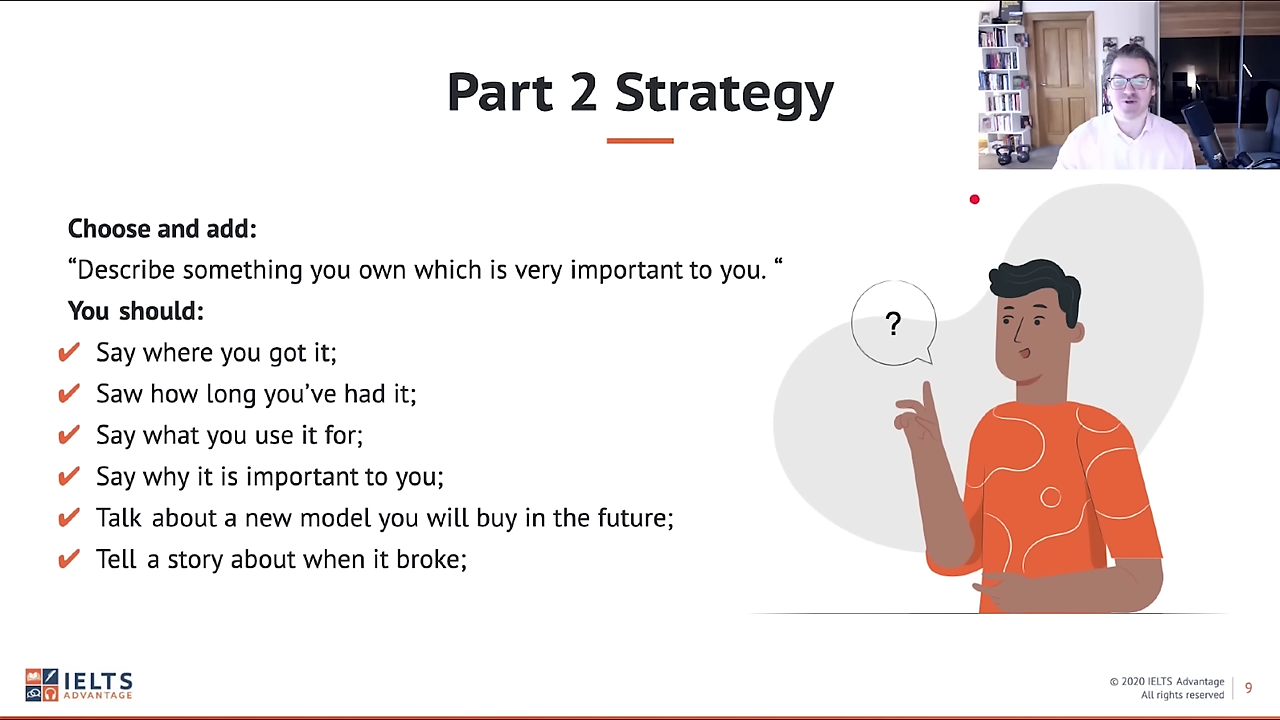 Part 2 Strategy
Choose and add:
“Describe something you own which is very important to you. “
You should:
✔ Say where you got it;
✔ Saw how long you’ve had it;
✔ Say what you use it for;
✔ Say why it is important to you;
✔ Talk about a new model you will buy in the future;
✔ Tell a story about when it broke;
?
IELTS
ADVANTAGE
© 2020 IELTS Advantage
All rights reserved
9